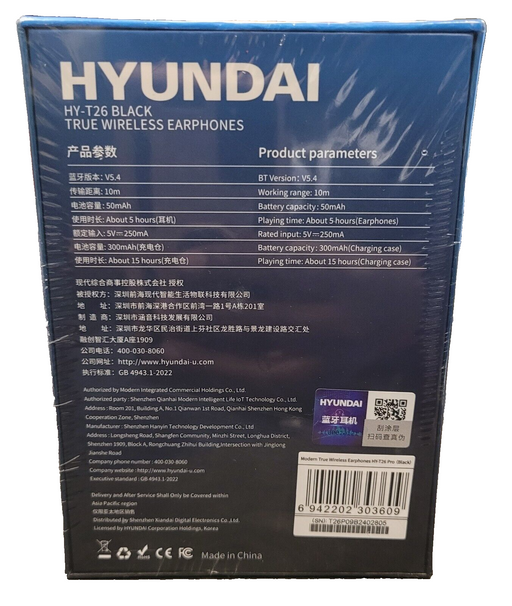 HYUNDAI
HY-T26 BLACK
TRUE WIRELESS EARPHONES
产品参数 Product parameters
蓝牙版本: V5.4 BT Version: V5.4
传输距离: 10m Working range: 10m
电池容量: 50mAh Battery capacity: 50mAh
使用时长: About 5 hours(耳机) Playing time: About 5 hours(Earphones)
额定输入: 5V⎓250mA Rated input: 5V⎓250mA
电池容量: 300mAh(充电仓) Battery capacity: 300mAh(Charging case)
使用时长: About 15 hours(充电仓) Playing time: About 15 hours(Charging case)
现代综合商事控股株式会社 授权
被授权方: 深圳前海现代智能生活物联科技有限公司
地 址: 深圳市前海深港合作区前湾一路1号A栋201室
制 造 商: 深圳市涵音科技发展有限公司
地 址: 深圳市龙华区民治街道上芬社区龙胜路与景龙建设路交汇处
融创智汇大厦A座1909
公司电话: 400-030-8060
公司网址: http://www.hyundai-u.com
执行标准: GB 4943.1-2022
Authorized by Modern Integrated Commercial Holdings Co., Ltd.
Authorized party : Shenzhen Qianhai Modern Intelligent Life IoT Technology Co., Ltd
Address : Room 201, Building A, No.1 Qianwan 1st Road, Qianhai Shenzhen Hong Kong
Cooperation Zone, Shenzhen
Manufacturer : Shenzhen Hanyin Technology Development Co., Ltd
Address : Longsheng Road, Shangfen Community, Minzhi Street, Longhua District,
Shenzhen 1909, Block A, Rongchuang Zhihui Building,Intersection with Jinglong
Jianshe Road
Company phone number : 400-030-8060
Company website : http://www.hyundai-u.com
Executive standard : GB 4943.1-2022
HYUNDAI
蓝牙耳机
刮涂层
扫码查真伪
Delivery and After Service Shall Only be Covered within
Asia Pacific region
仅限亚太地区销售
Distributed by Shenzhen Xiandai Digital Electronics Co.,Ltd.
Licensed by HYUNDAI Corporation Holdings, Korea
Modern True Wireless Earphones HY-T26 Pro (Black)
6 942202 303609
(SN): T26P09B2402805
CE FC Made in China